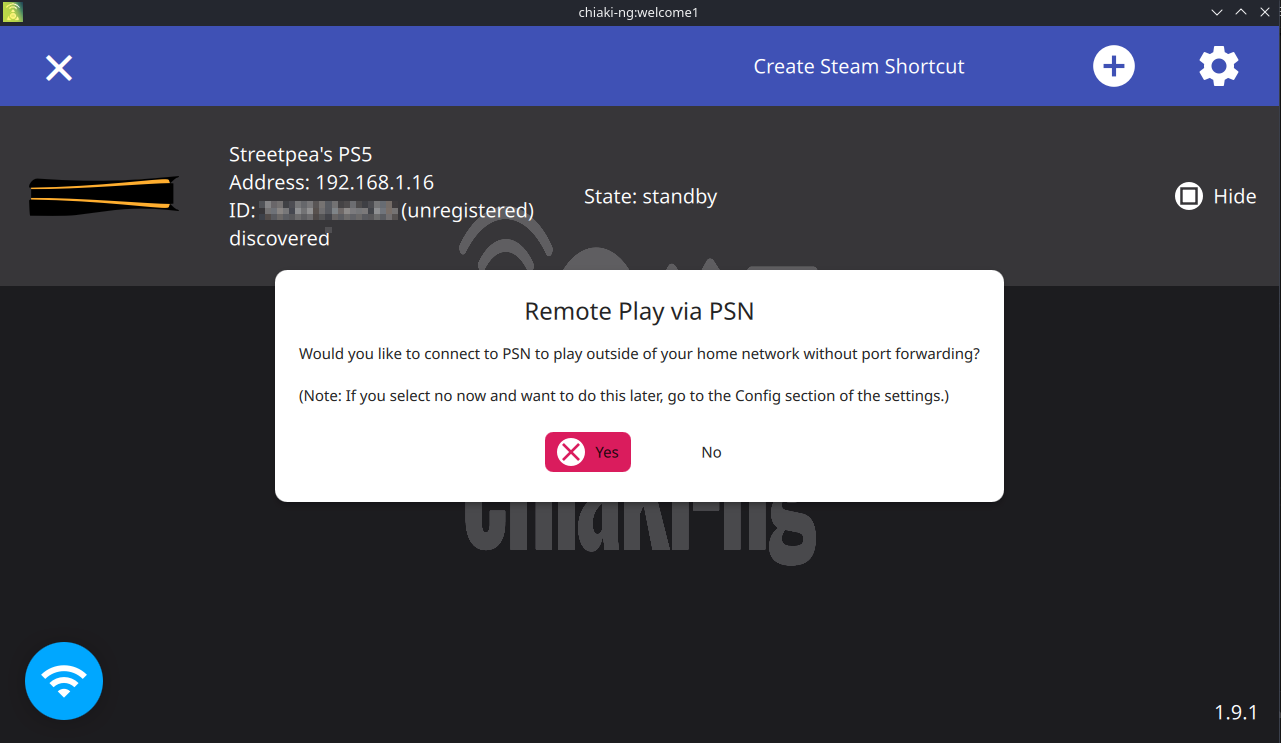 chiaki-ng:welcome1
Create Steam Shortcut
Streetpea's PS5
Address: 192.168.1.16
ID: (unregistered)
discovered
State: standby
Hide
Remote Play via PSN
Would you like to connect to PSN to play outside of your home network without port forwarding?
(Note: If you select no now and want to do this later, go to the Config section of the settings.)
Yes
No
chiaki-ng
1.9.1